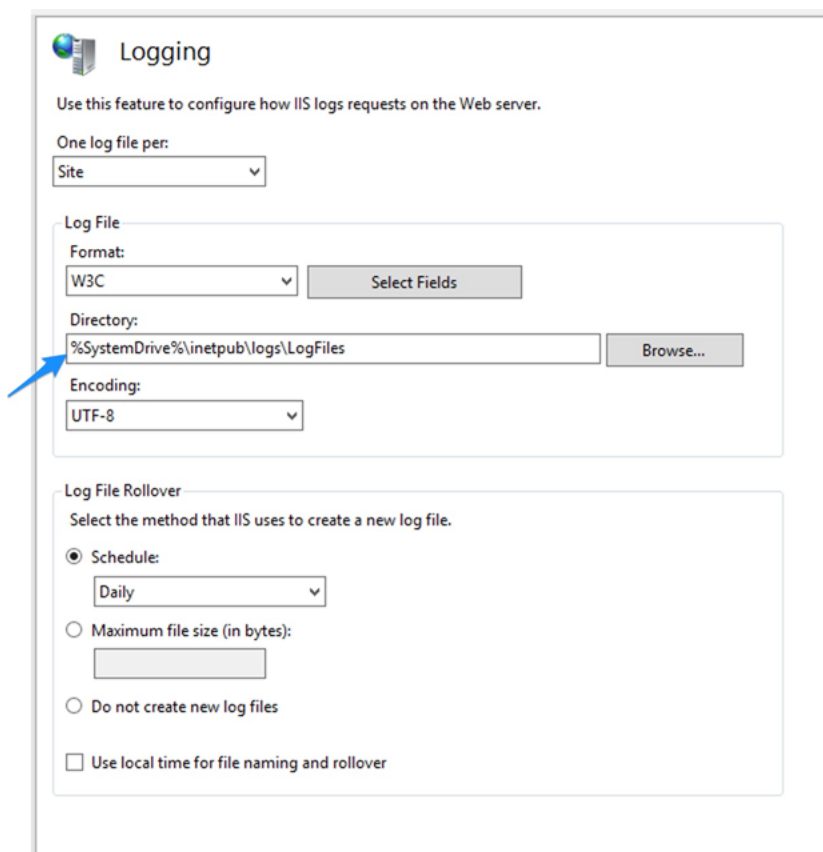 Logging
Use this feature to configure how IIS logs requests on the Web server.
One log file per:
Site
Log File
Format:
W3C
Select Fields
Directory:
%SystemDrive%\inetpub\logs\LogFiles
Browse...
Encoding:
UTF-8
Log File Rollover
Select the method that IIS uses to create a new log file.
Schedule:
Daily
Maximum file size (in bytes):
Do not create new log files
Use local time for file naming and rollover